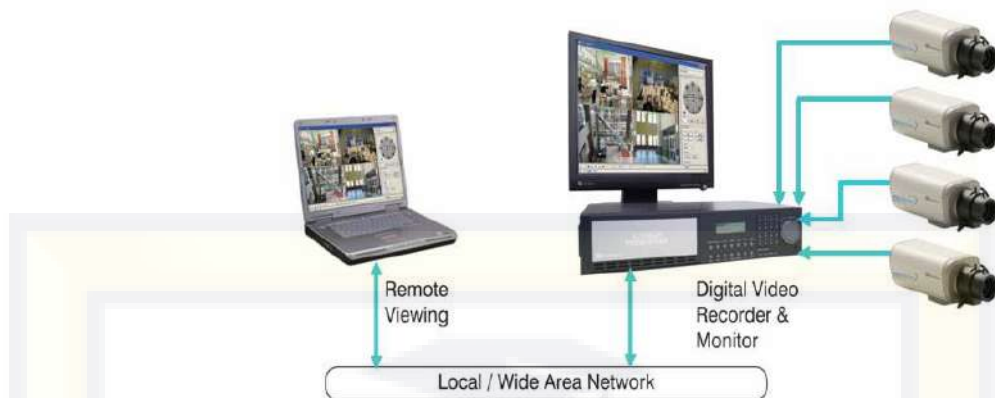 Remote
Viewing
Digital Video
Recorder &
Monitor
Local / Wide Area Network